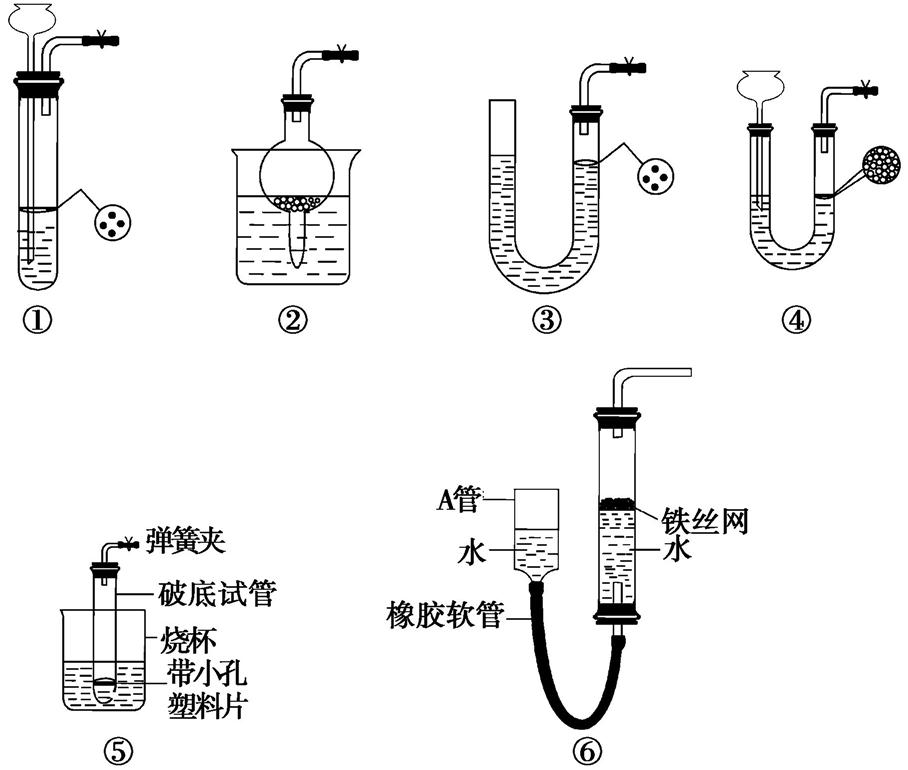 ①
②
③
④
弹簧夹
破底试管
烧杯
带小孔
塑料片
⑤
A管
水
橡胶软管
铁丝网
水
⑥